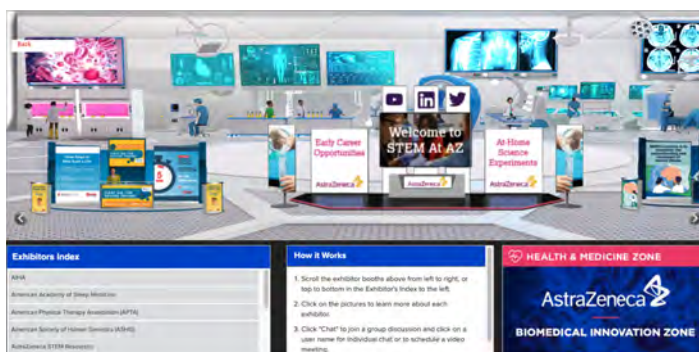 Back
Welcome to
STEM At AZ
Early Career
Opportunities
AstraZeneca
AstraZeneca
At-Home
Science
Experiments
AstraZeneca
5
Exhibitors Index
AIHA
American Academy of Sleep Medicine
American Physical Therapy Association (APTA)
American Society of Human Genetics (ASHG)
AstraZeneca STEM Resources
How it Works
1. Scroll the exhibitor booths above from left to right, or
top to bottom in the Exhibitor's Index to the left.
2. Click on the pictures to learn more about each
exhibitor.
3. Click "Chat" to join a group discussion and click on a
user name for individual chat or to schedule a video
meeting.
HEALTH & MEDICINE ZONE
AstraZeneca
BIOMEDICAL INNOVATION ZONE